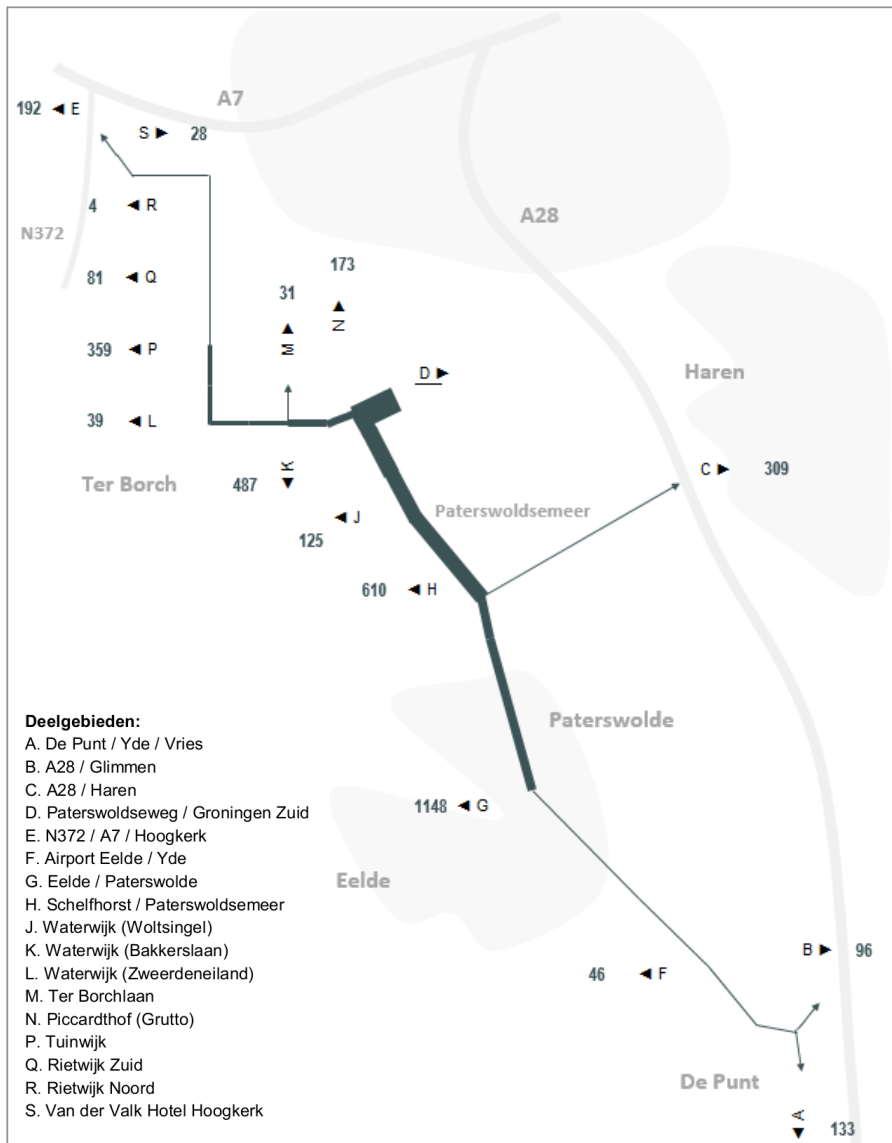 A7
192 ◄ E
S ► 28
4 ◄ R
A28
N372
173
81 ◄ Q
31
N ►
M ►
359 ◄ P
D ►
Haren
39 ◄ L
K ◄
C ► 309
Ter Borch
487
Paterswoldsemeer
◄ J
125
610 ◄ H
Paterswolde
Deelgebieden:
A. De Punt / Yde / Vries
B. A28 / Glimmen
C. A28 / Haren
D. Paterswoldseweg / Groningen Zuid
E. N372 / A7 / Hoogkerk
F. Airport Eelde / Yde
G. Eelde / Paterswolde
H. Schelfhorst / Paterswoldsemeer
J. Waterwijk (Woltsingel)
K. Waterwijk (Bakkerslaan)
L. Waterwijk (Zweerdeneiland)
M. Ter Borchlaan
N. Piccardthof (Grutto)
P. Tuinwijk
Q. Rietwijk Zuid
R. Rietwijk Noord
S. Van der Valk Hotel Hoogkerk
1148 ◄ G
Eelde
B ► 96
46 ◄ F
De Punt
A ◄
133